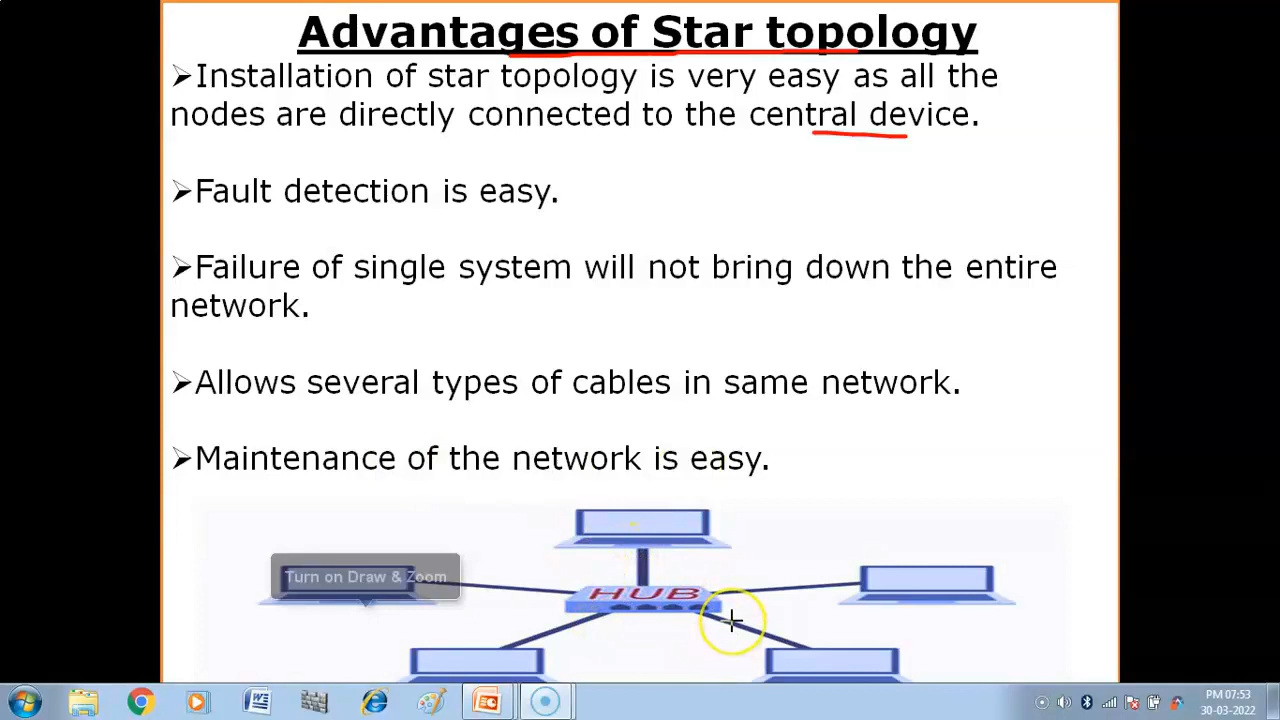 Advantages of Star topology
➢Installation of star topology is very easy as all the
nodes are directly connected to the central device.
➢Fault detection is easy.
➢Failure of single system will not bring down the entire
network.
➢Allows several types of cables in same network.
➢Maintenance of the network is easy.
Turn on Draw & Zoom
HUB
PM 07:53
30-03-2022